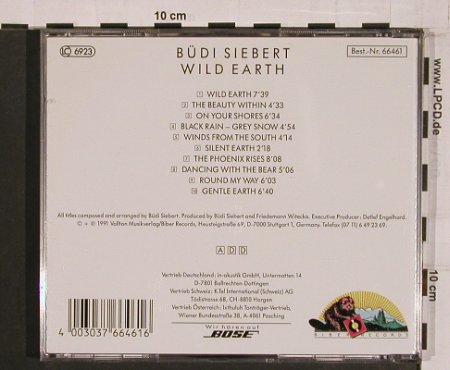 10 cm
LC 6923
BÜDI SIEBERT
WILD EARTH
Best.-Nr. 66461
1 WILD EARTH 7'39
2 THE BEAUTY WITHIN 4'33
3 ON YOUR SHORES 6'34
4 BLACK RAIN – GREY SNOW 4'54
5 WINDS FROM THE SOUTH 4'14
6 SILENT EARTH 2'18
7 THE PHOENIX RISES 8'08
8 DANCING WITH THE BEAR 5'06
9 ROUND MY WAY 6'03
10 GENTLE EARTH 6'40
All titles composed and arranged by Büdi Siebert. Produced by Büdi Siebert and Friedemann Witecka. Executive Producer: Detlef Engelhard.
© + ℗ 1991 Vollton Musikverlag/Biber Records, Heusteigstraße 69, D-7000 Stuttgart 1, Germany. Telefax (07 11) 6 49 23 69.
A D D
Vertrieb Deutschland: in-akustik GmbH, Untermatten 14
D-7801 Ballrechten-Dottingen
Vertrieb Schweiz: K-Tel International (Schweiz) AG
Tödistrasse 68, CH-8810 Horgen
Vertrieb Österreich: Tonträger-Vertrieb,
Wiener Bundesstraße 38, A-4061 Pasching
4 003037 664616
Wir hören auf
BOSE
BIBER RECORDS
www.LPCD.de
10 cm